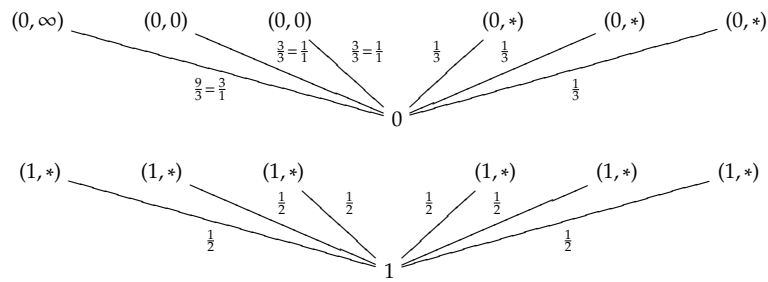 (0, ∞) (0, 0) (0, 0) (0, *) (0, *) (0, *)
3/3 = 1/1 3/3 = 1/1 1/3 1/3
9/3 = 3/1 1/3
0
(1, *) (1, *) (1, *) (1, *) (1, *) (1, *)
1/2 1/2 1/2 1/2
1/2 1/2
1